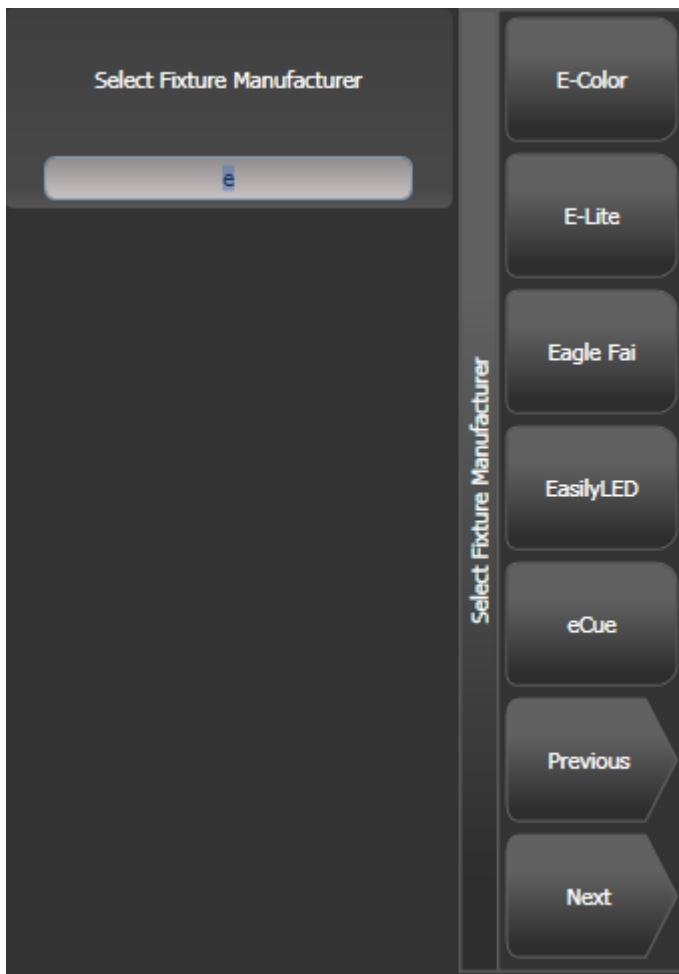 Select Fixture Manufacturer
e
Select Fixture Manufacturer
E-Color
E-Lite
Eagle Fai
EasilyLED
eCue
Previous
Next